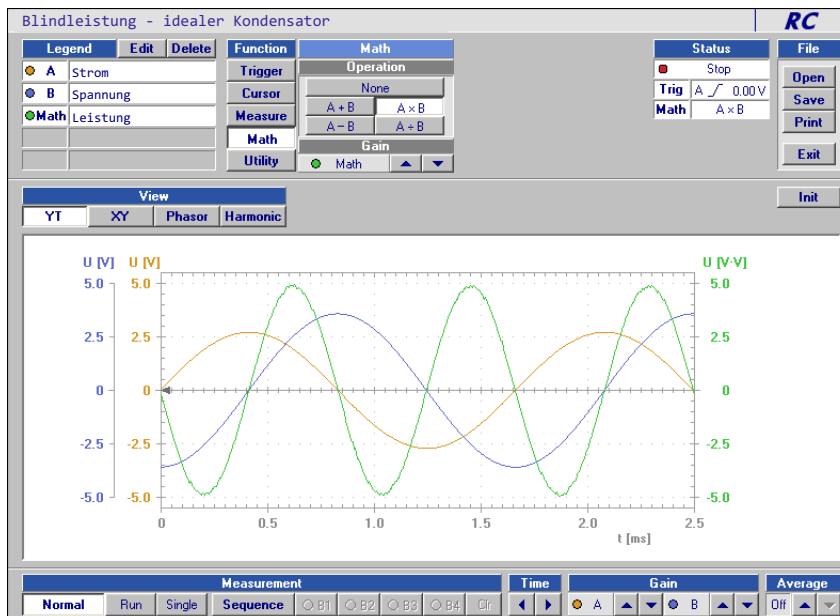 Blindleistung - idealer Kondensator
RC
Legend Edit Delete
A Strom
B Spannung
Math Leistung
Function
Trigger
Cursor
Measure
Math
Utility
Math
Operation
None
A + B A × B
A − B A ÷ B
Gain
Math
Status
Stop
Trig A 0.00 V
Math A × B
File
Open
Save
Print
Exit
Init
View
YT XY Phasor Harmonic
U [V] U [V] U [V·V]
5.0 5.0 5.0
2.5 2.5 2.5
0 0 0
-2.5 -2.5 -2.5
-5.0 -5.0 -5.0
0 0.5 1.0 1.5 2.0 2.5
t [ms]
Measurement Time Gain Average
Normal Run Single Sequence B1 B2 B3 B4 Clr A B Off